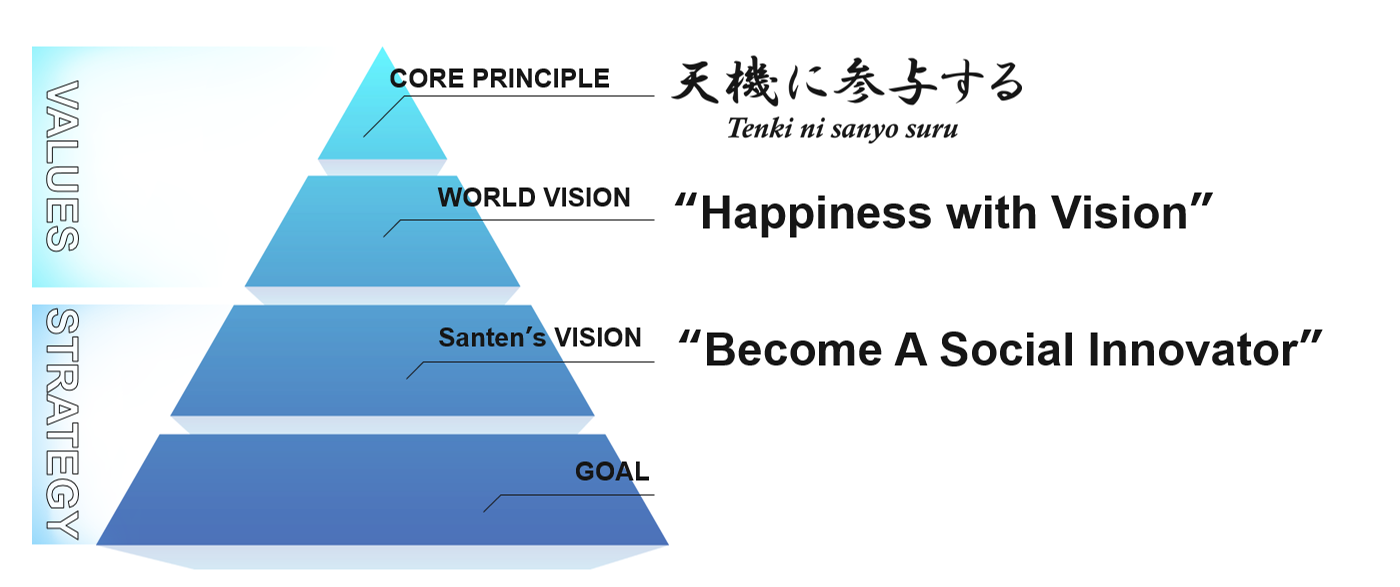 VALUES
CORE PRINCIPLE
天機に参与する
Tenki ni sanyo suru
WORLD VISION
“Happiness with Vision”
STRATEGY
Santen’s VISION
“Become A Social Innovator”
GOAL